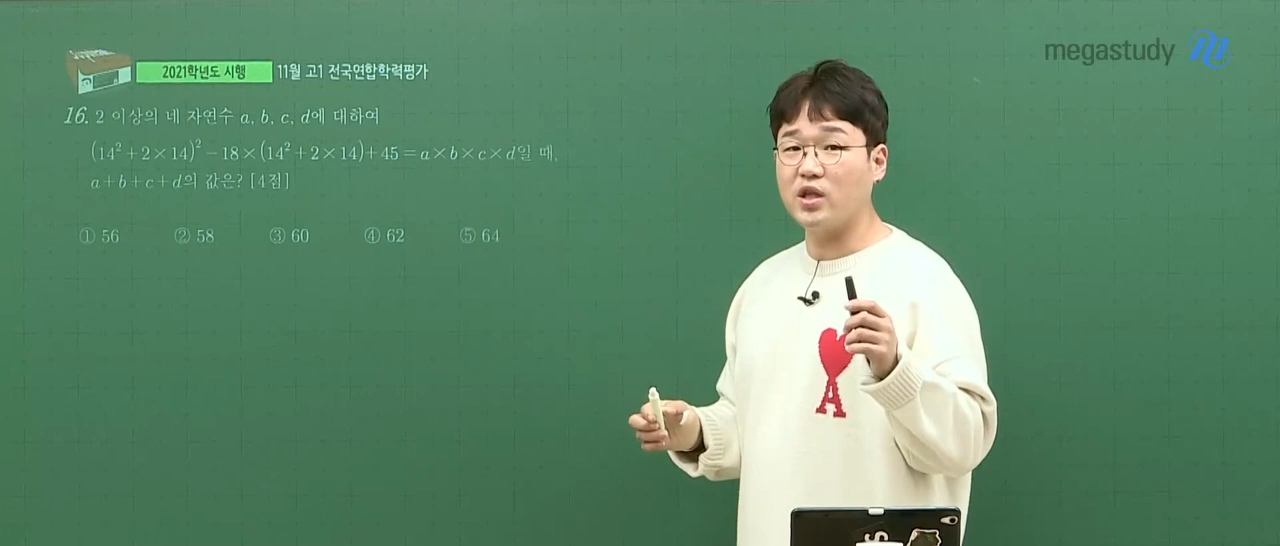 megastudy
2021학년도 시행 11월 고1 전국연합학력평가
16. 2 이상의 네 자연수 a, b, c, d에 대하여
(14² + 2 × 14)² − 18 × (14² + 2 × 14) + 45 = a × b × c × d일 때,
a + b + c + d의 값은? [4점]
① 56 ② 58 ③ 60 ④ 62 ⑤ 64
A